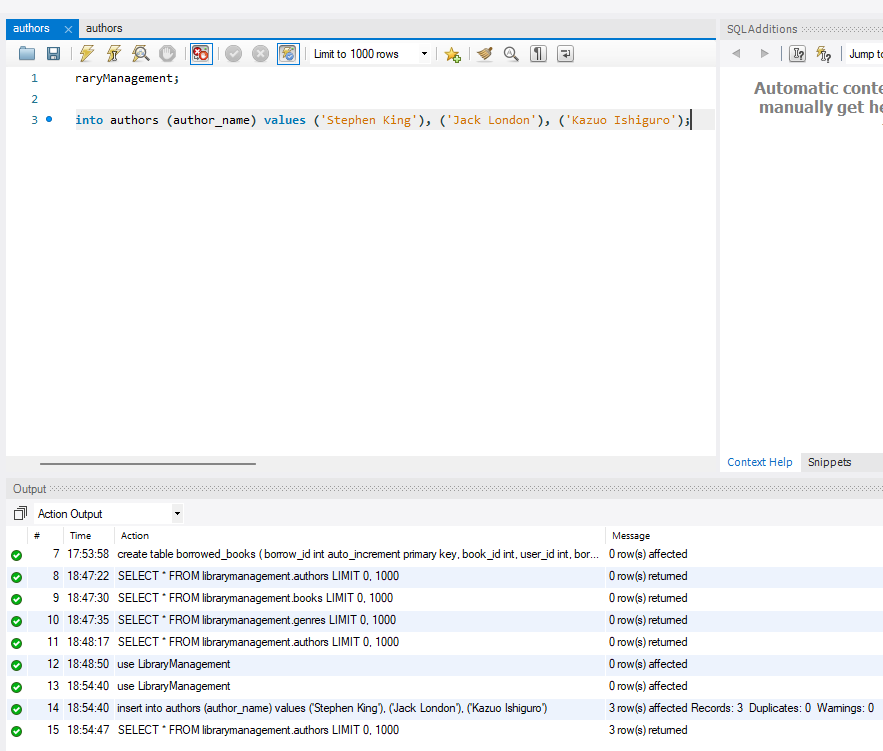 authors authors
SQLAdditions
Limit to 1000 rows
Jump to
1 raryManagement;
2
3 into authors (author_name) values ('Stephen King'), ('Jack London'), ('Kazuo Ishiguro');
Automatic conte
manually get he
Context Help Snippets
Output
Action Output
# Time Action Message
7 17:53:58 create table borrowed_books ( borrow_id int auto_increment primary key, book_id int, user_id int, bor... 0 row(s) affected
8 18:47:22 SELECT * FROM librarymanagement.authors LIMIT 0, 1000 0 row(s) returned
9 18:47:30 SELECT * FROM librarymanagement.books LIMIT 0, 1000 0 row(s) returned
10 18:47:35 SELECT * FROM librarymanagement.genres LIMIT 0, 1000 0 row(s) returned
11 18:48:17 SELECT * FROM librarymanagement.authors LIMIT 0, 1000 0 row(s) returned
12 18:48:50 use LibraryManagement 0 row(s) affected
13 18:54:40 use LibraryManagement 0 row(s) affected
14 18:54:40 insert into authors (author_name) values ('Stephen King'), ('Jack London'), ('Kazuo Ishiguro') 3 row(s) affected Records: 3 Duplicates: 0 Warnings: 0
15 18:54:47 SELECT * FROM librarymanagement.authors LIMIT 0, 1000 3 row(s) returned